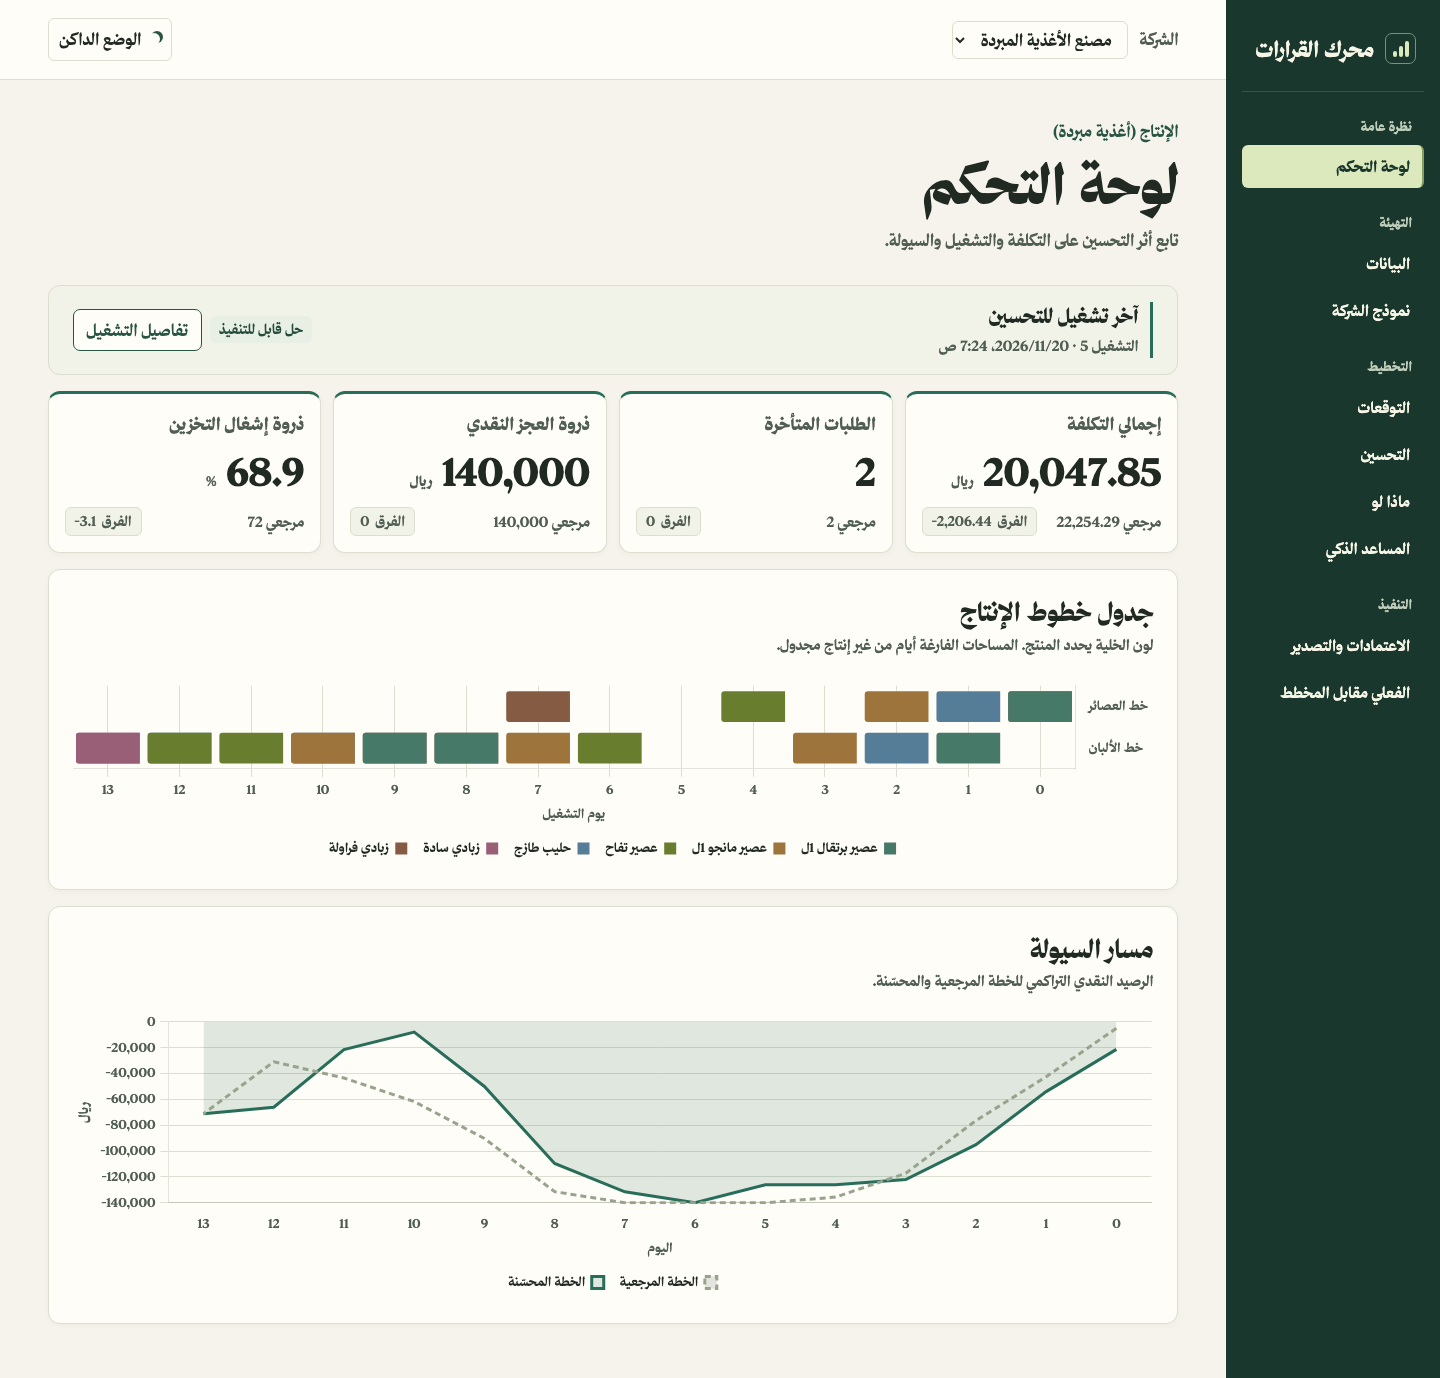 محرك القرارات
نظرة عامة
لوحة التحكم
التهيئة
البيانات
نموذج الشركة
التخطيط
التوقعات
التحسين
ماذا لو
المساعد الذكي
التنفيذ
الاعتمادات والتصدير
الفعلي مقابل المخطط
الشركة
مصنع الأغذية المبردة
الوضع الداكن
الإنتاج (أغذية مبردة)
لوحة التحكم
تابع أثر التحسين على التكلفة والتشغيل والسيولة.
آخر تشغيل للتحسين
التشغيل 5 · 2026/11/20، 7:24 ص
حل قابل للتنفيذ
تفاصيل التشغيل
إجمالي التكلفة
20,047.85 ريال
مرجعي 22,254.29
الفرق 2,206.44-
الطلبات المتأخرة
2
مرجعي 2
الفرق 0
ذروة العجز النقدي
140,000 ريال
مرجعي 140,000
الفرق 0
ذروة إشغال التخزين
68.9 %
مرجعي 72
الفرق 3.1-
جدول خطوط الإنتاج
لون الخلية يحدد المنتج. المساحات الفارغة أيام من غير إنتاج مجدول.
خط العصائر
خط الألبان
0 1 2 3 4 5 6 7 8 9 10 11 12 13
يوم التشغيل
عصير برتقال 1ل
عصير مانجو 1ل
عصير تفاح
حليب طازج
زبادي سادة
زبادي فراولة
مسار السيولة
الرصيد النقدي التراكمي للخطة المرجعية والمحسّنة.
0
-20,000
-40,000
-60,000
-80,000
-100,000
-120,000
-140,000
ريال
0 1 2 3 4 5 6 7 8 9 10 11 12 13
اليوم
الخطة المرجعية
الخطة المحسّنة